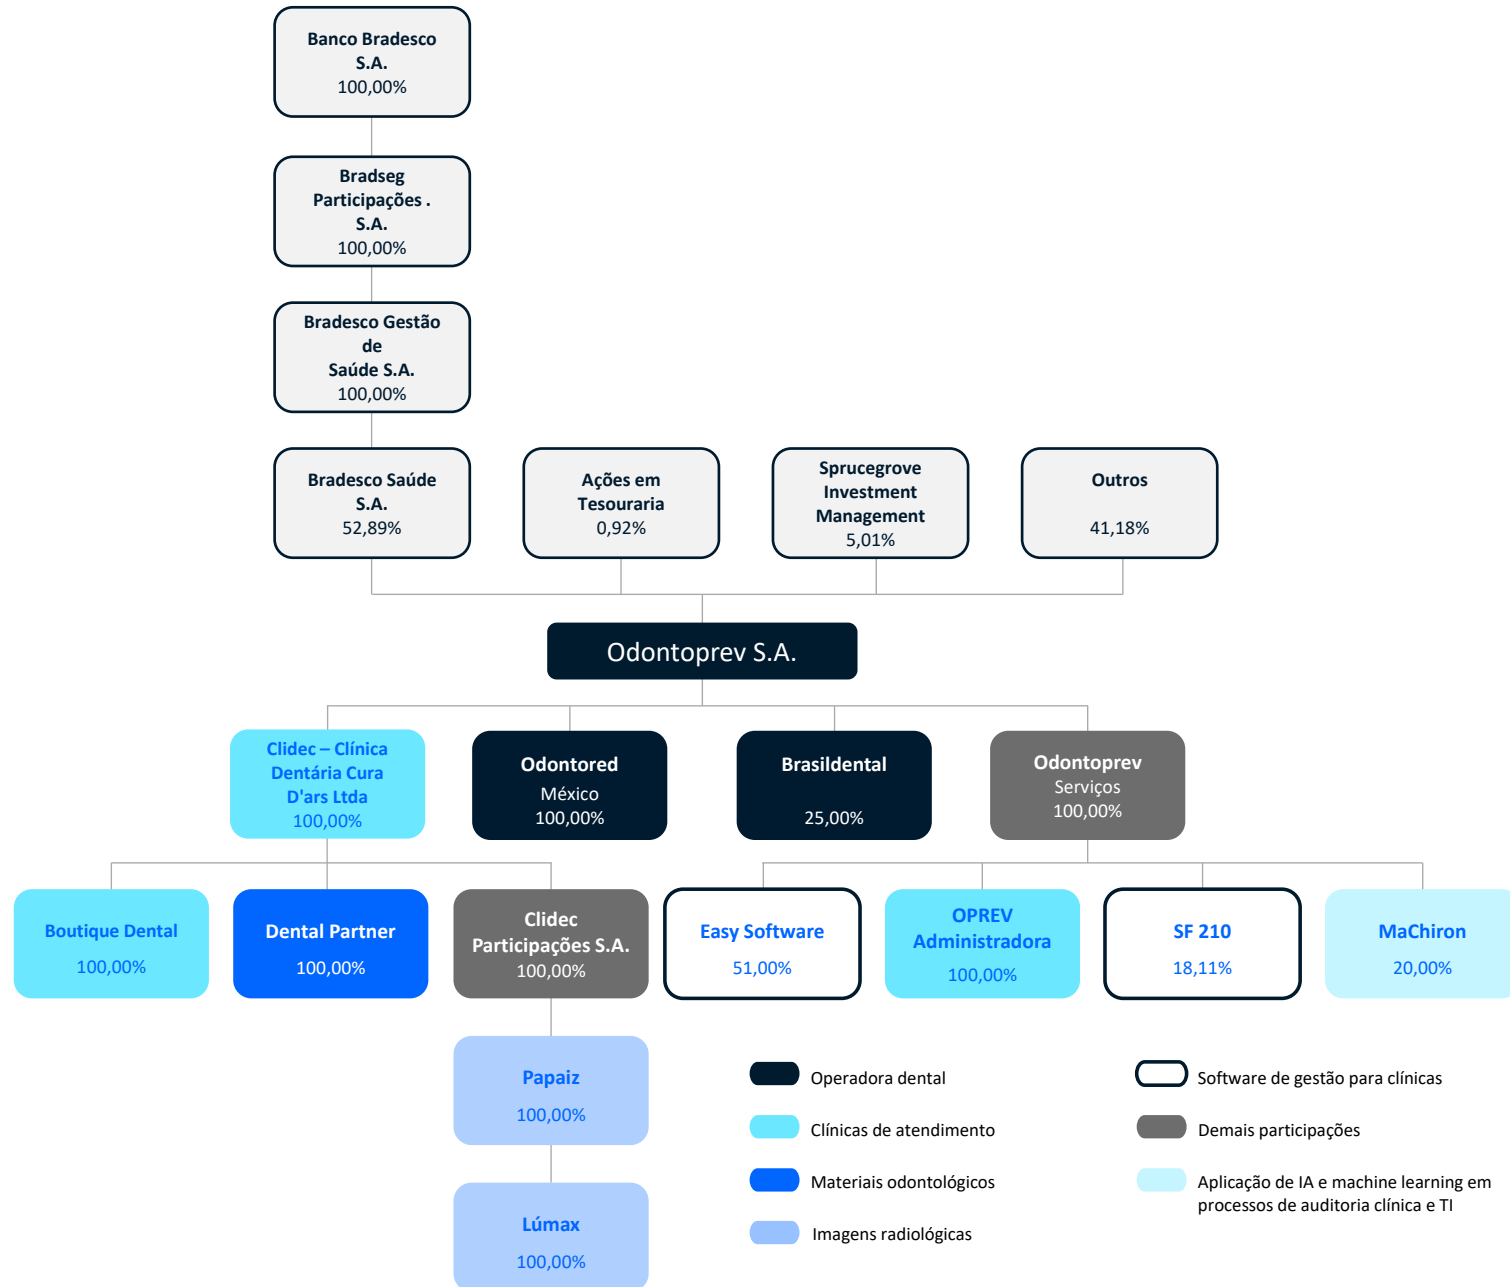 Banco Bradesco
S.A.
100,00%
Bradseg
Participações .
S.A.
100,00%
Bradesco Gestão
de
Saúde S.A.
100,00%
Bradesco Saúde
S.A.
52,89%
Ações em
Tesouraria
0,92%
Sprucegrove
Investment
Management
5,01%
Outros
41,18%
Odontoprev S.A.
Clidec – Clínica
Dentária Cura
D'ars Ltda
100,00%
Odontored
México
100,00%
Brasildental
25,00%
Odontoprev
Serviços
100,00%
Boutique Dental
100,00%
Dental Partner
100,00%
Clidec
Participações S.A.
100,00%
Easy Software
51,00%
OPREV
Administradora
100,00%
SF 210
18,11%
MaChiron
20,00%
Papaiz
100,00%
Lúmax
100,00%
Operadora dental
Clínicas de atendimento
Materiais odontológicos
Imagens radiológicas
Software de gestão para clínicas
Demais participações
Aplicação de IA e machine learning em
processos de auditoria clínica e TI